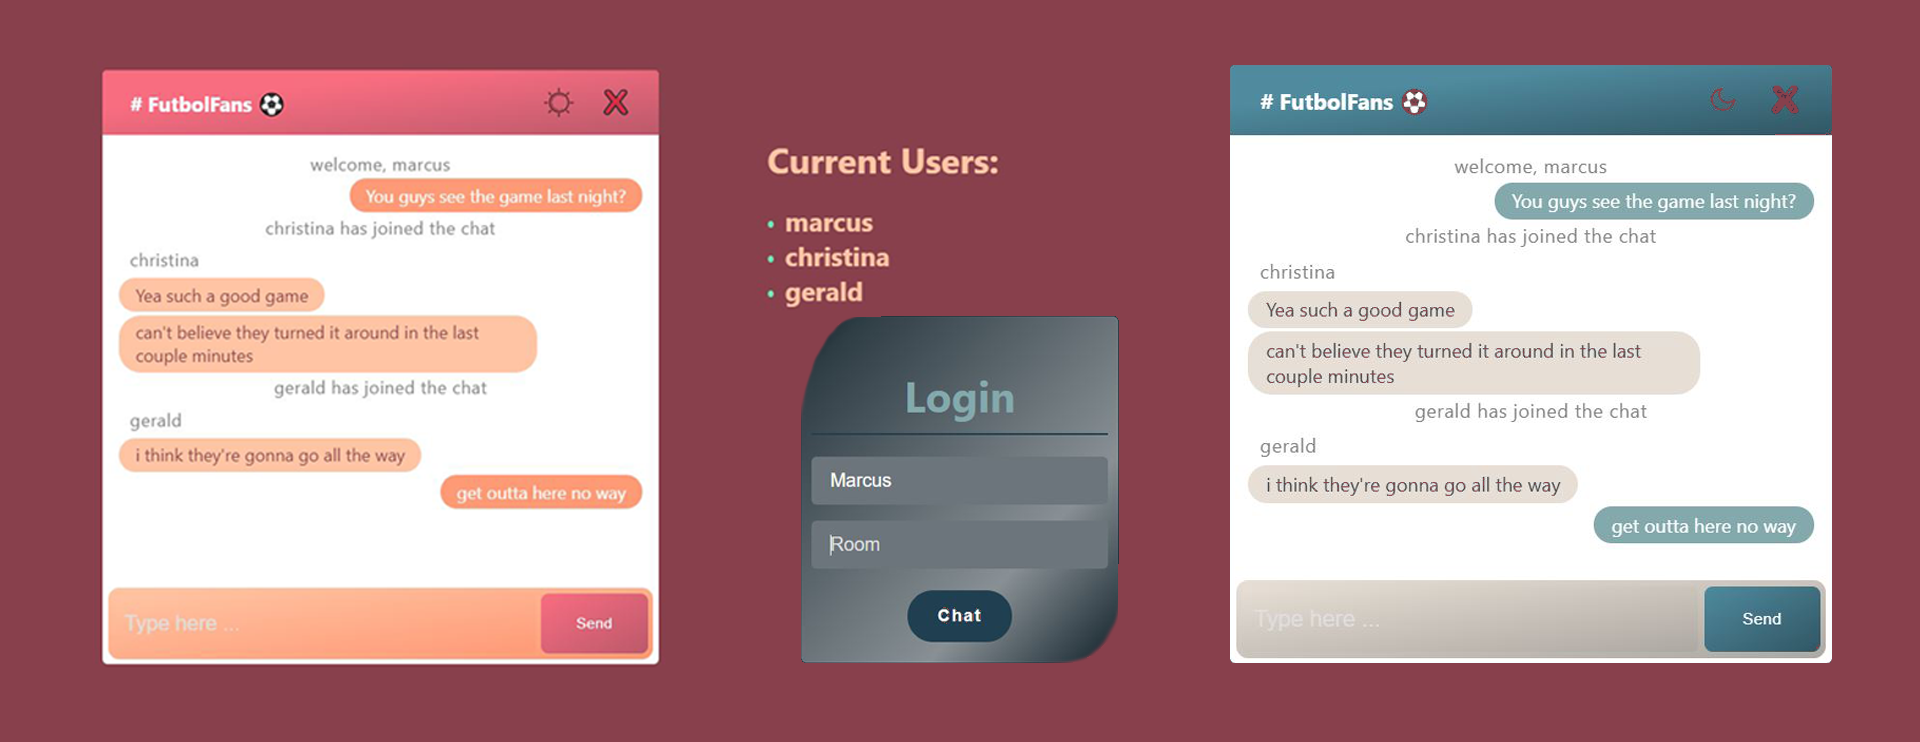 # FutbolFans
welcome, marcus
You guys see the game last night?
christina has joined the chat
christina
Yea such a good game
can't believe they turned it around in the last
couple minutes
gerald has joined the chat
gerald
i think they're gonna go all the way
get outta here no way
Type here ...
Send
Current Users:
• marcus
• christina
• gerald
Login
Marcus
Room
Chat
# FutbolFans
welcome, marcus
You guys see the game last night?
christina has joined the chat
christina
Yea such a good game
can't believe they turned it around in the last
couple minutes
gerald has joined the chat
gerald
i think they're gonna go all the way
get outta here no way
Type here ...
Send